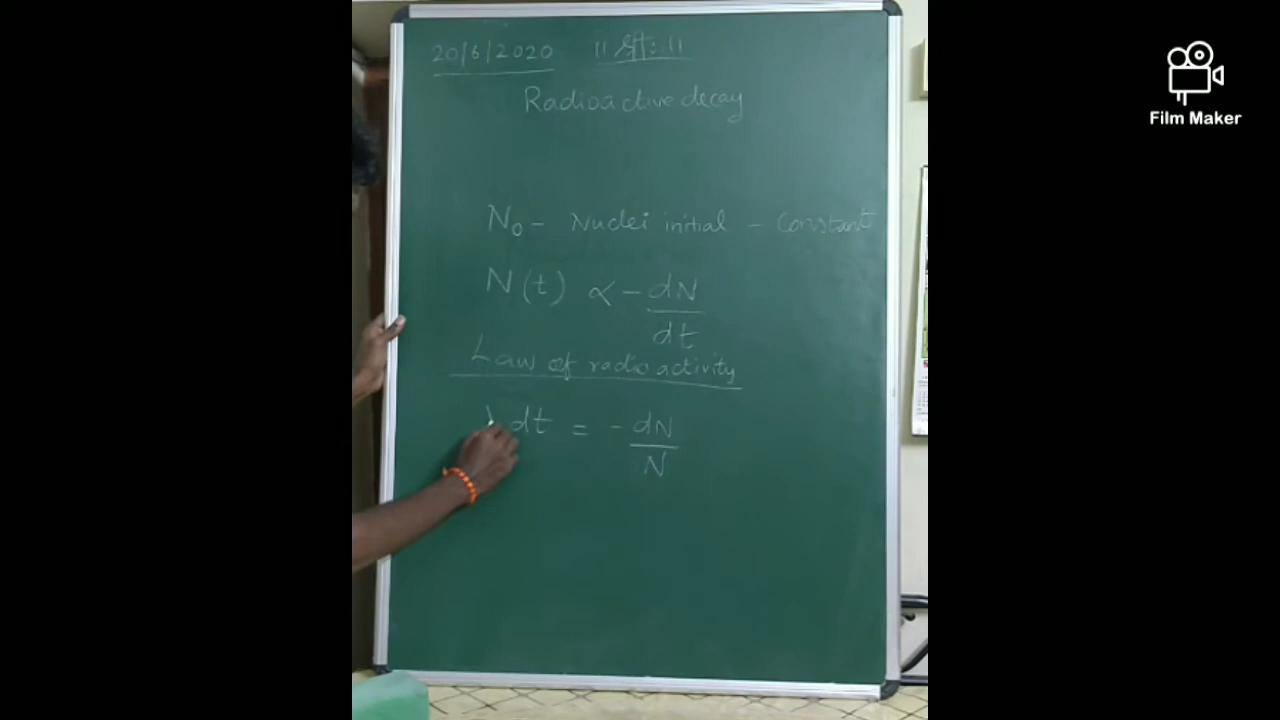 20/6/2020 ॥ श्रीः ॥
Radioactive decay
N₀ - Nuclei initial - Constant
N(t) ∝ - dN/dt
Law of radioactivity
λ dt = - dN/N
Film Maker